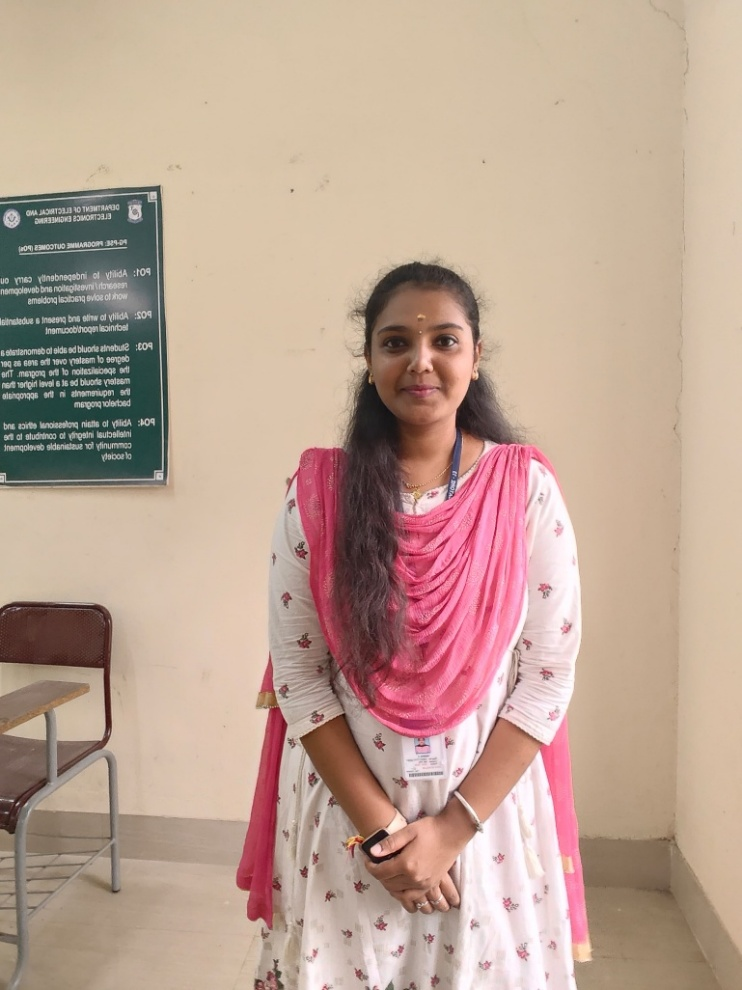 DEPARTMENT OF ELECTRICAL AND
ELECTRONICS ENGINEERING
PG-PSE: PROGRAMME OUTCOMES (POs)
PO1: Ability to independently carry out
research / investigation and development
work to solve practical problems
PO2: Ability to write and present a substantial
technical report/document
PO3: Students should be able to demonstrate a
degree of mastery over the area as per
the specialization of the program. The
mastery should be at a level higher than
the requirements in the appropriate
bachelor program
PO4: Ability to attain professional ethics and
intellectual integrity to contribute to the
community for sustainable development
of society